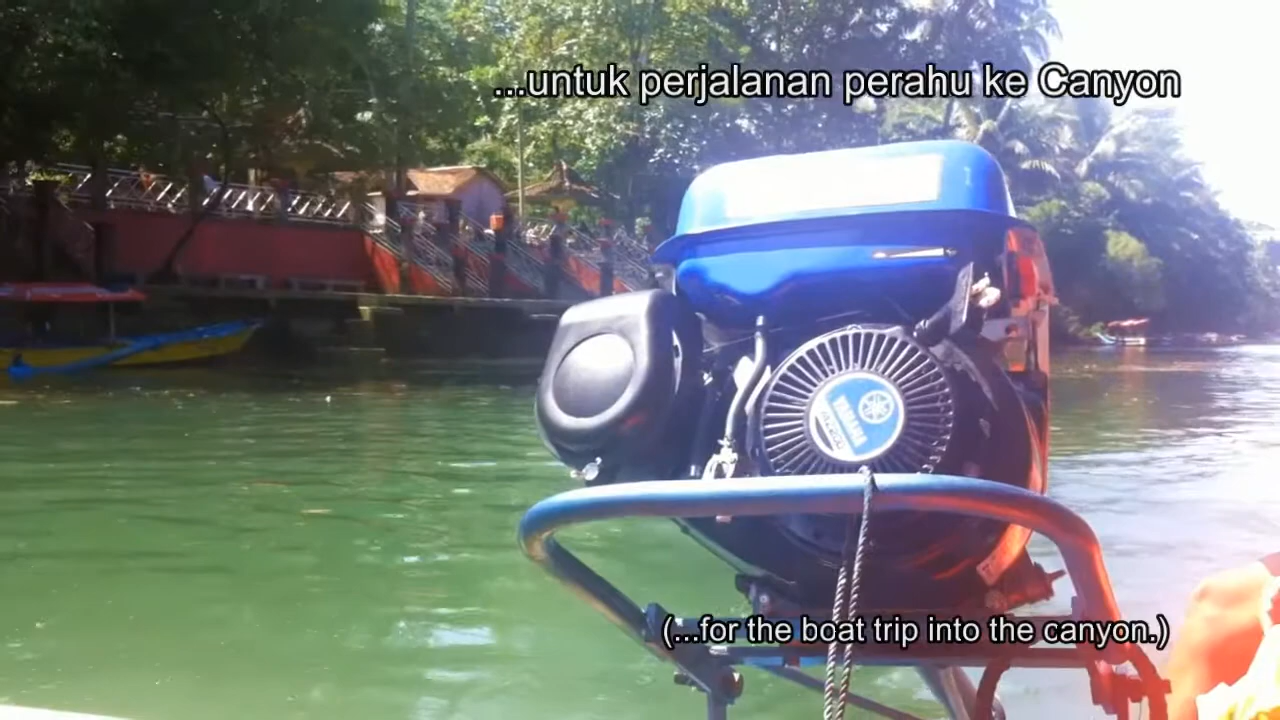 ...untuk perjalanan perahu ke Canyon
YAMAHA
(...for the boat trip into the canyon.)